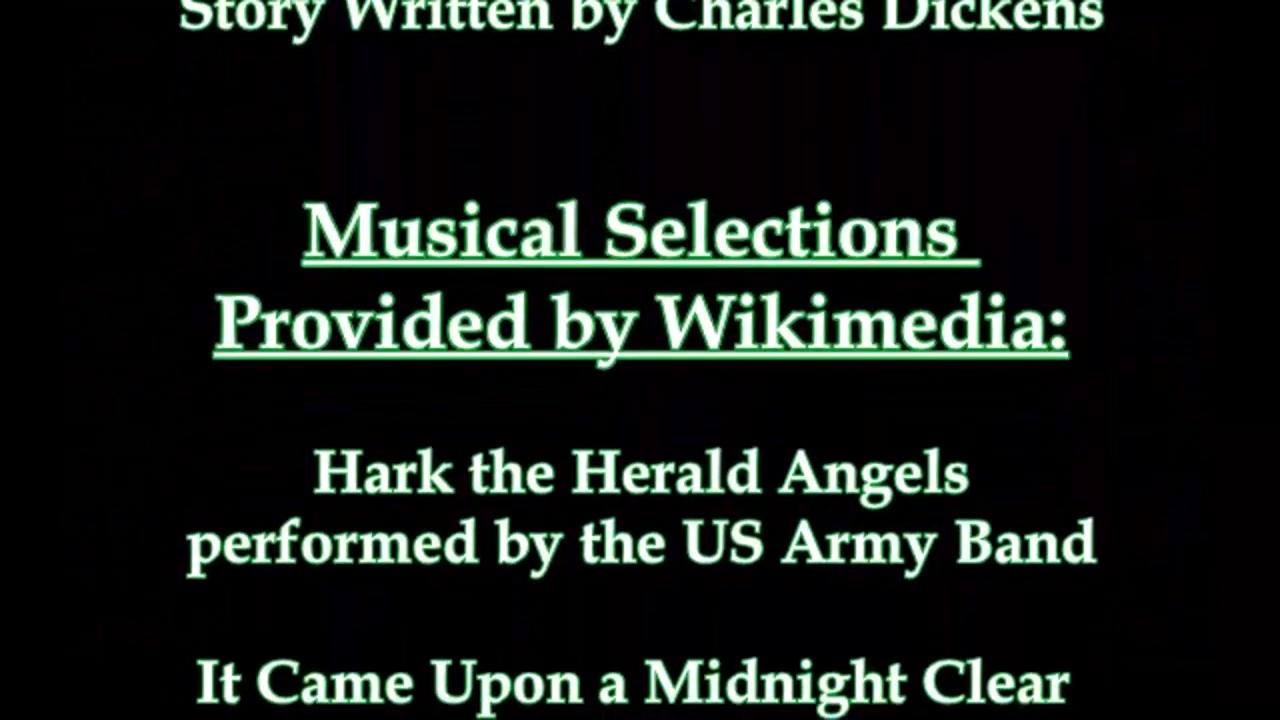 Story Written by Charles Dickens
Musical Selections
Provided by Wikimedia:
Hark the Herald Angels
performed by the US Army Band
It Came Upon a Midnight Clear